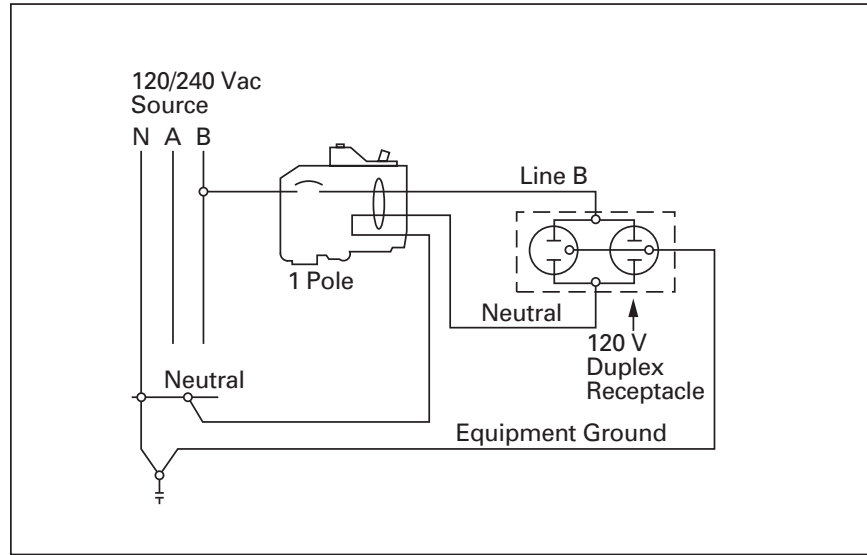 120/240 Vac
Source
N A B
Line B
1 Pole
Neutral
120 V
Duplex
Receptacle
Neutral
Equipment Ground